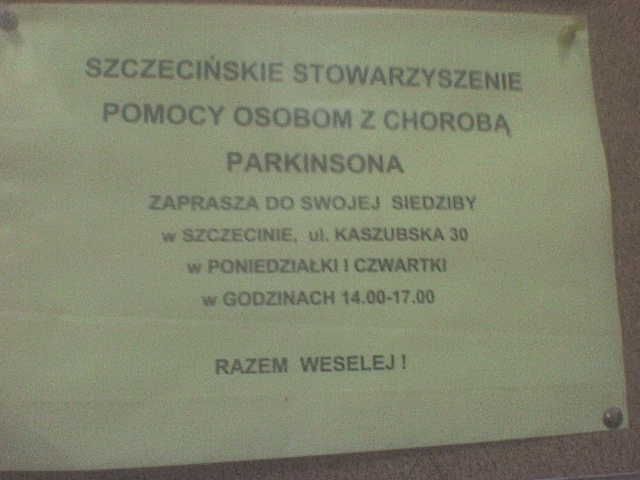 SZCZECIŃSKIE STOWARZYSZENIE
POMOCY OSOBOM Z CHOROBĄ
PARKINSONA
ZAPRASZA DO SWOJEJ SIEDZIBY
w SZCZECINIE, ul. KASZUBSKA 30
w PONIEDZIAŁKI I CZWARTKI
w GODZINACH 14.00-17.00
RAZEM WESELEJ !